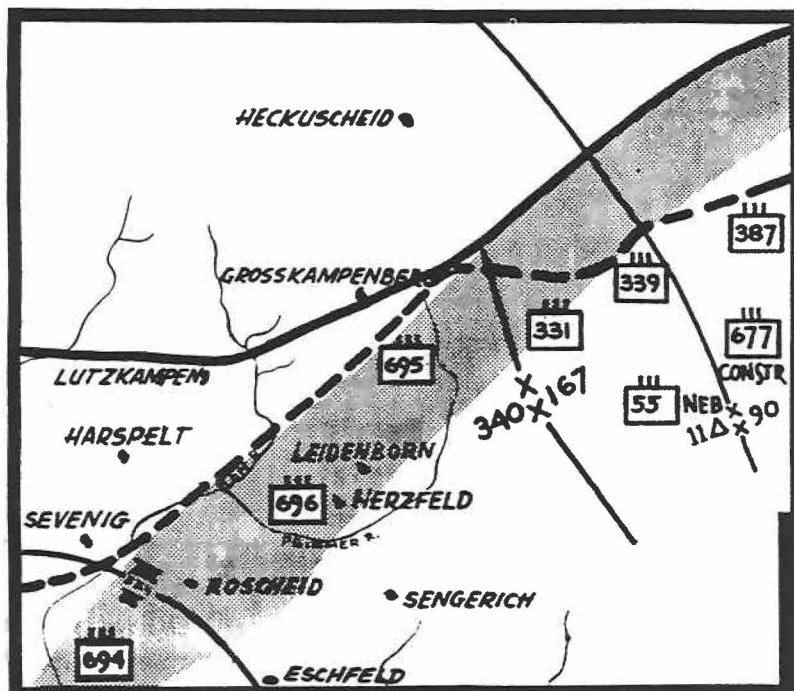 HECKUSCHEID
387
GROSSKAMPENBERG
339
331
695
677
CONSTR
LUTZKAMPEN
340 167
55 NEB
11 90
HARSPELT
LEIDENBORN
696 HERZFELD
SEVENIG
ROSCHEID
SENGERICH
694
ESCHFELD